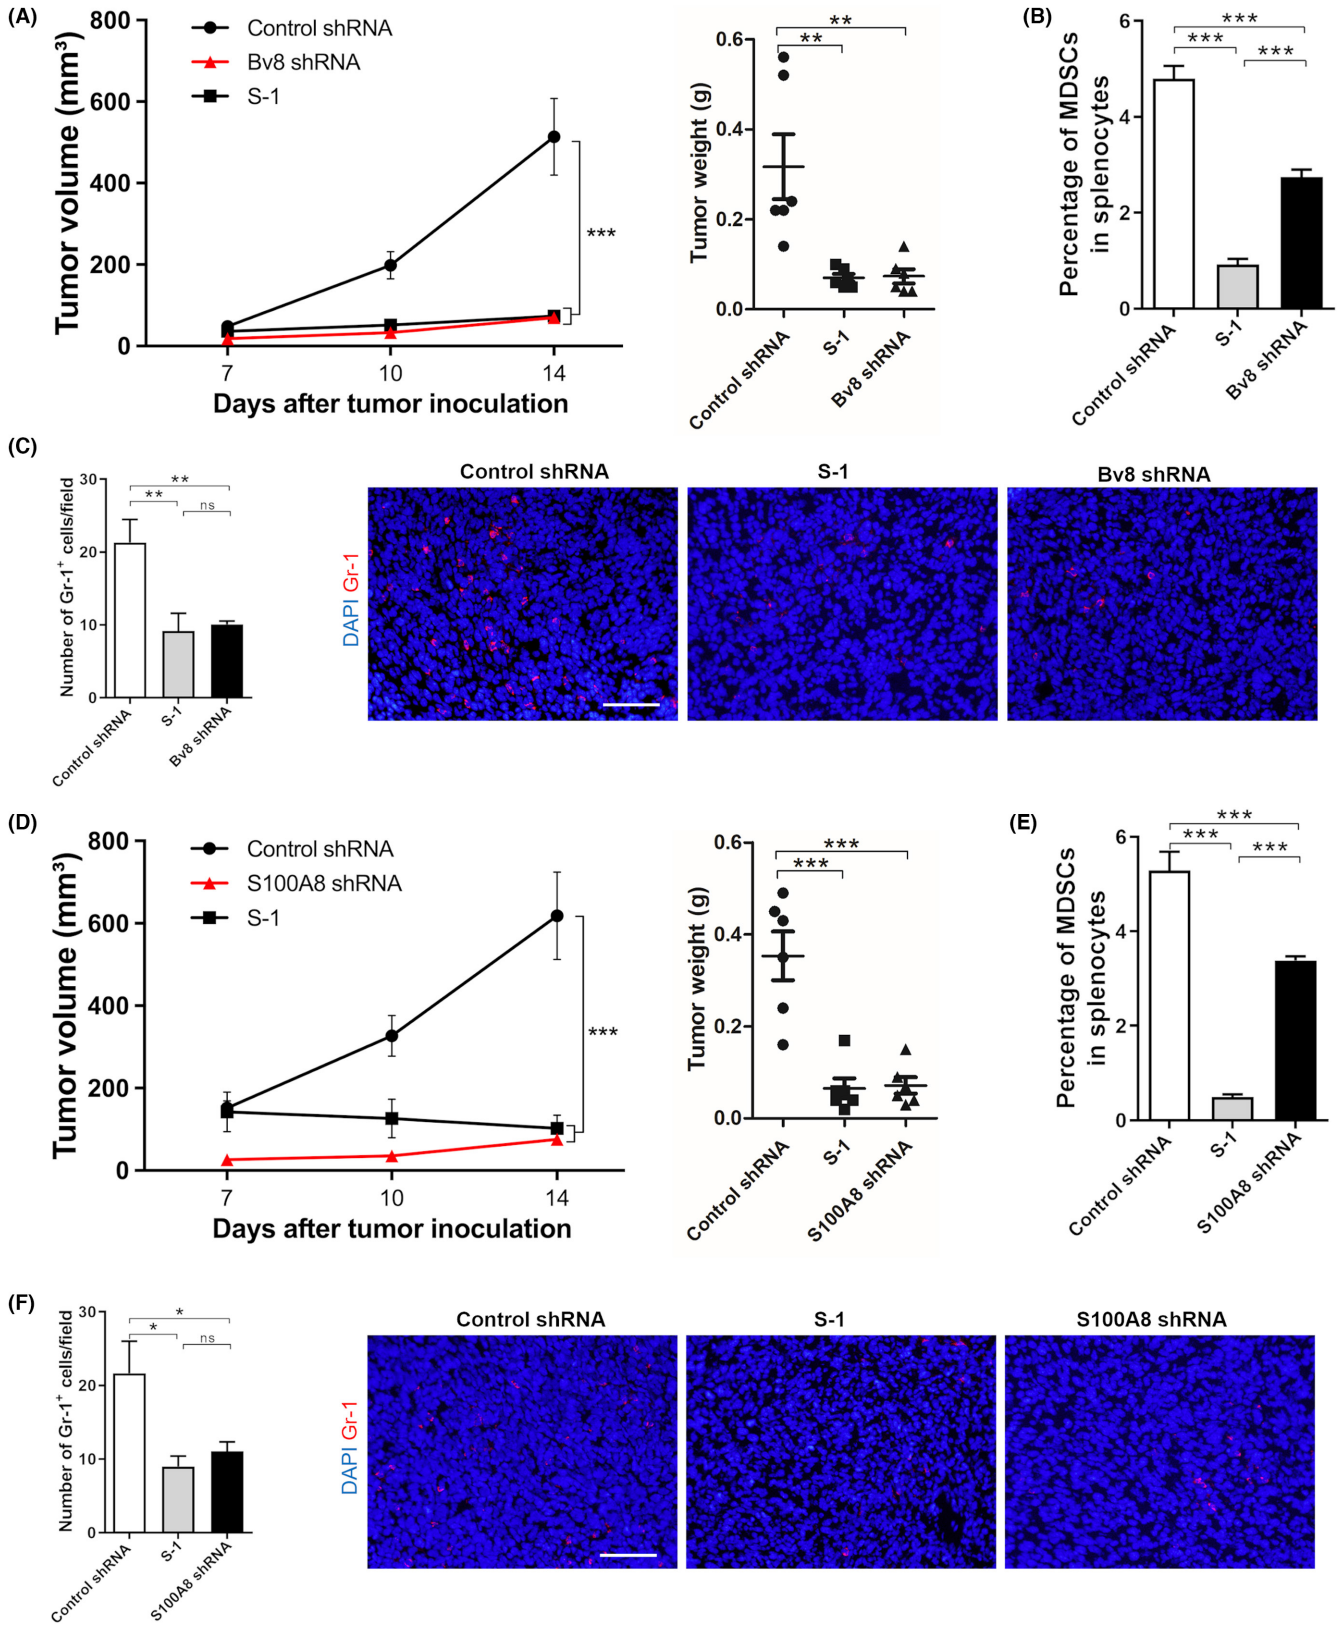 (A)
800
600
400
200
0
Tumor volume (mm³)
Control shRNA
Bv8 shRNA
S-1
***
7
10
14
Days after tumor inoculation
0.6
0.4
0.2
0.0
Tumor weight (g)
**
**
Control shRNA
S-1
Bv8 shRNA
(B)
6
4
2
0
Percentage of MDSCs
in splenocytes
***
***
***
Control shRNA
S-1
Bv8 shRNA
(C)
30
20
10
0
Number of Gr-1⁺ cells/field
**
**
ns
Control shRNA
S-1
Bv8 shRNA
DAPI Gr-1
Control shRNA
S-1
Bv8 shRNA
(D)
800
600
400
200
0
Tumor volume (mm³)
Control shRNA
S100A8 shRNA
S-1
***
7
10
14
Days after tumor inoculation
0.6
0.4
0.2
0.0
Tumor weight (g)
***
***
Control shRNA
S-1
S100A8 shRNA
(E)
6
4
2
0
Percentage of MDSCs
in splenocytes
***
***
***
Control shRNA
S-1
S100A8 shRNA
(F)
30
20
10
0
Number of Gr-1⁺ cells/field
*
*
ns
Control shRNA
S-1
S100A8 shRNA
DAPI Gr-1
Control shRNA
S-1
S100A8 shRNA